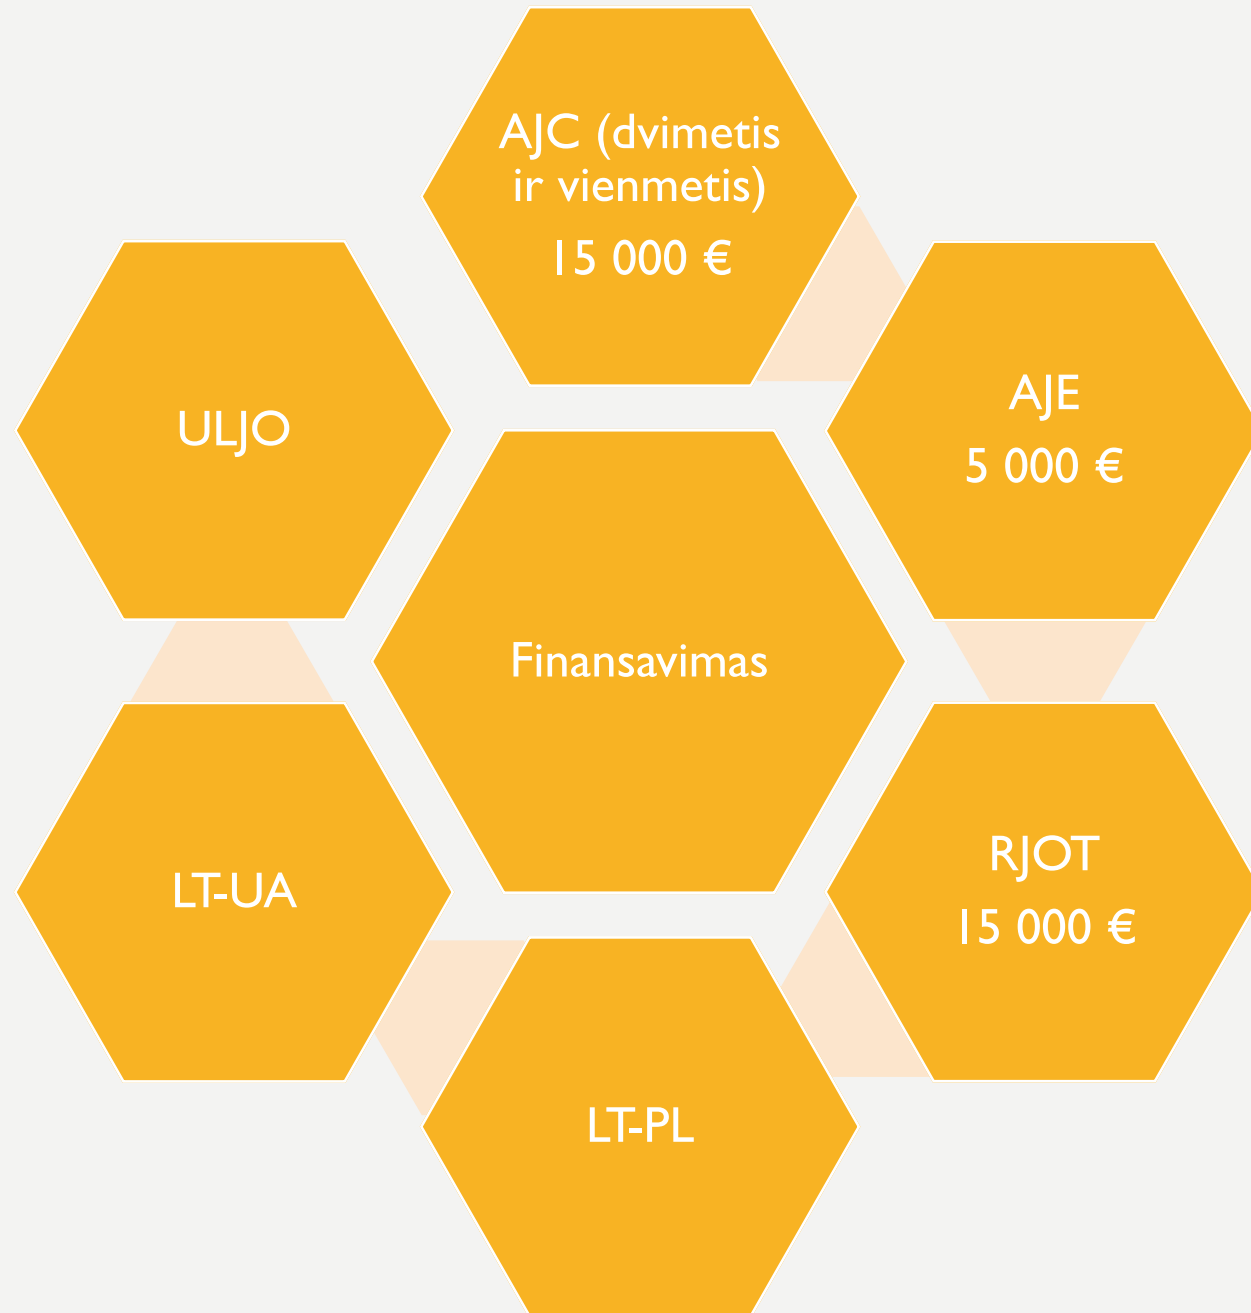 AJC (dvimetis
ir vienmetis)
15 000 €
AJE
5 000 €
RJOT
15 000 €
LT-PL
LT-UA
ULJO
Finansavimas